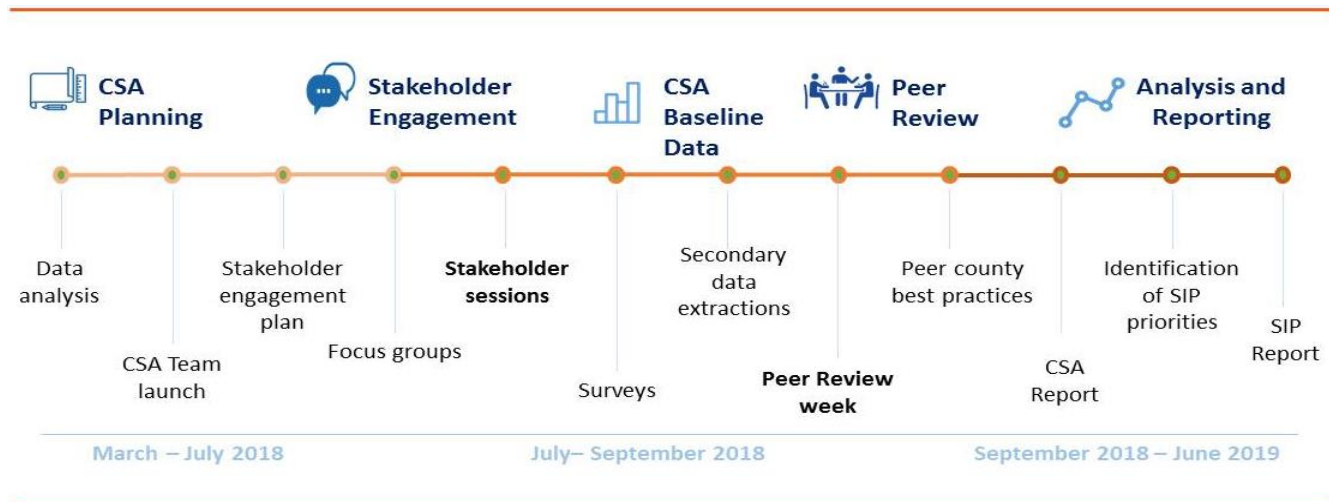 CSA
Planning
Stakeholder
Engagement
CSA
Baseline
Data
Peer
Review
Analysis and
Reporting
Data
analysis
CSA Team
launch
Stakeholder
engagement
plan
Focus groups
Stakeholder
sessions
Surveys
Secondary
data
extractions
Peer Review
week
Peer county
best practices
CSA
Report
Identification
of SIP
priorities
SIP
Report
March – July 2018
July– September 2018
September 2018 – June 2019